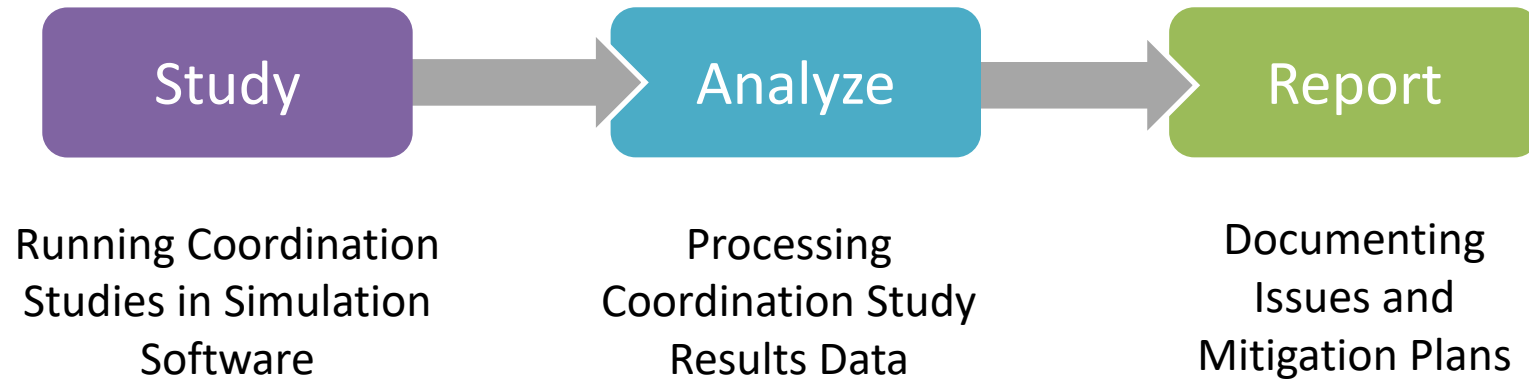 Study
Analyze
Report
Running Coordination
Studies in Simulation
Software
Processing
Coordination Study
Results Data
Documenting
Issues and
Mitigation Plans